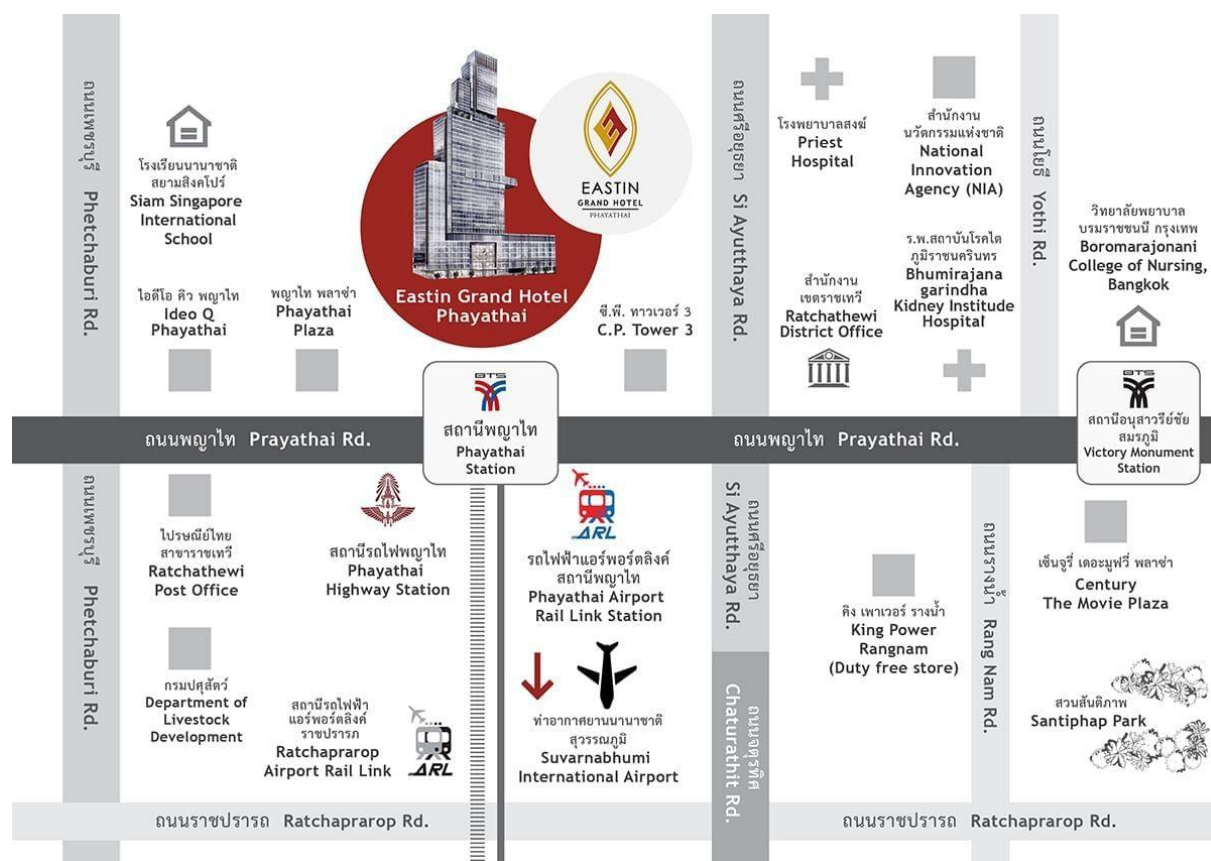 ถนนเพชรบุรี Phetchaburi Rd.
โรงเรียนนานาชาติ
สยามสิงคโปร์
Siam Singapore
International
School
ไอดีโอ คิว พญาไท
Ideo Q
Phayathai
พญาไท พลาซ่า
Phayathai
Plaza
Eastin Grand Hotel
Phayathai
EASTIN
GRAND HOTEL
PHAYATHAI
ซี.พี. ทาวเวอร์ 3
C.P. Tower 3
ถนนศรีอยุธยา Si Ayutthaya Rd.
โรงพยาบาลสงฆ์
Priest
Hospital
สำนักงาน
นวัตกรรมแห่งชาติ
National
Innovation
Agency (NIA)
สำนักงาน
เขตราชเทวี
Ratchathewi
District Office
ร.พ.สถาบันโรคไต
ภูมิราชนครินทร
Bhumirajana
garindha
Kidney Institude
Hospital
ถนนโยธี Yothi Rd.
วิทยาลัยพยาบาล
บรมราชชนนี กรุงเทพ
Boromarajonani
College of Nursing,
Bangkok
ถนนพญาไท Prayathai Rd.
BTS
สถานีพญาไท
Phayathai
Station
ถนนพญาไท Prayathai Rd.
BTS
สถานีอนุสาวรีย์ชัย
สมรภูมิ
Victory Monument
Station
ถนนเพชรบุรี Phetchaburi Rd.
ไปรษณีย์ไทย
สาขาราชเทวี
Ratchathewi
Post Office
สถานีรถไฟพญาไท
Phayathai
Highway Station
ARL
รถไฟฟ้าแอร์พอร์ตลิงค์
สถานีพญาไท
Phayathai Airport
Rail Link Station
ถนนศรีอยุธยา
Si Ayutthaya Rd.
คิง เพาเวอร์ รางน้ำ
King Power
Rangnam
(Duty free store)
ถนนรางน้ำ Rang Nam Rd.
เซ็นจูรี่ เดอะมูฟวี่ พลาซ่า
Century
The Movie Plaza
กรมปศุสัตว์
Department of
Livestock
Development
สถานีรถไฟฟ้า
แอร์พอร์ตลิงค์
ราชปรารภ
Ratchaprarop
Airport Rail Link
ARL
ท่าอากาศยานนานาชาติ
สุวรรณภูมิ
Suvarnabhumi
International Airport
ถนนจตุรทิศ
Chaturathit Rd.
สวนสันติภาพ
Santiphap Park
ถนนราชปรารถ Ratchaprarop Rd.
ถนนราชปรารถ Ratchaprarop Rd.